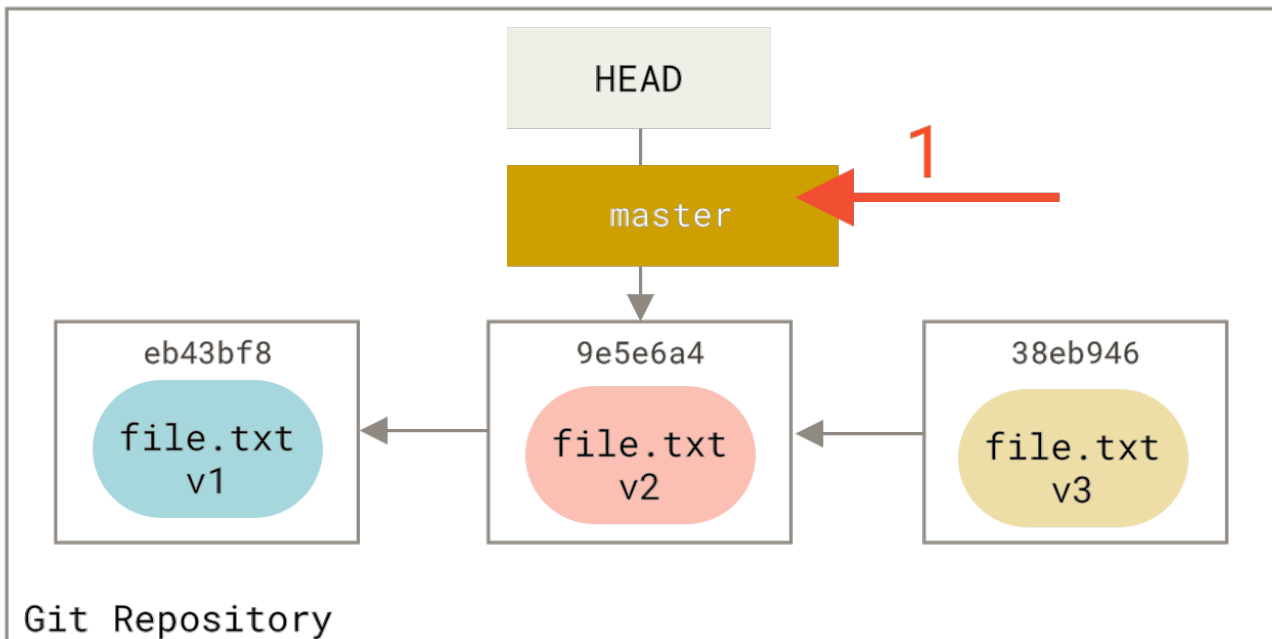 HEAD
1
master
eb43bf8
9e5e6a4
38eb946
file.txt
v1
file.txt
v2
file.txt
v3
Git Repository